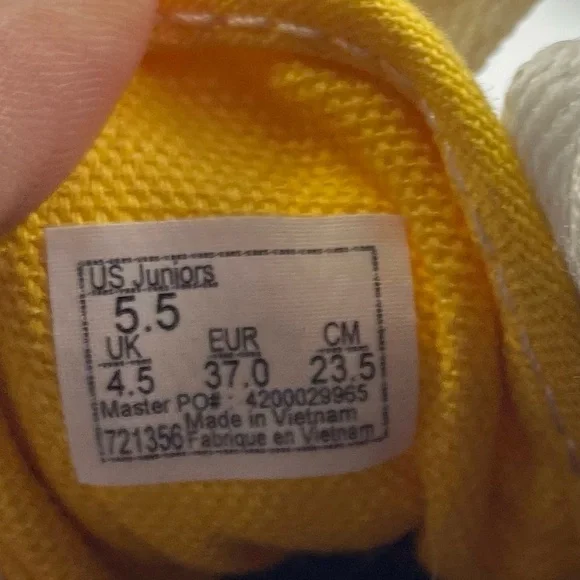 US Juniors
5.5
UK EUR CM
4.5 37.0 23.5
Master PO# : 4200029965
Made in Vietnam
721356 Fabrique en Vietnam